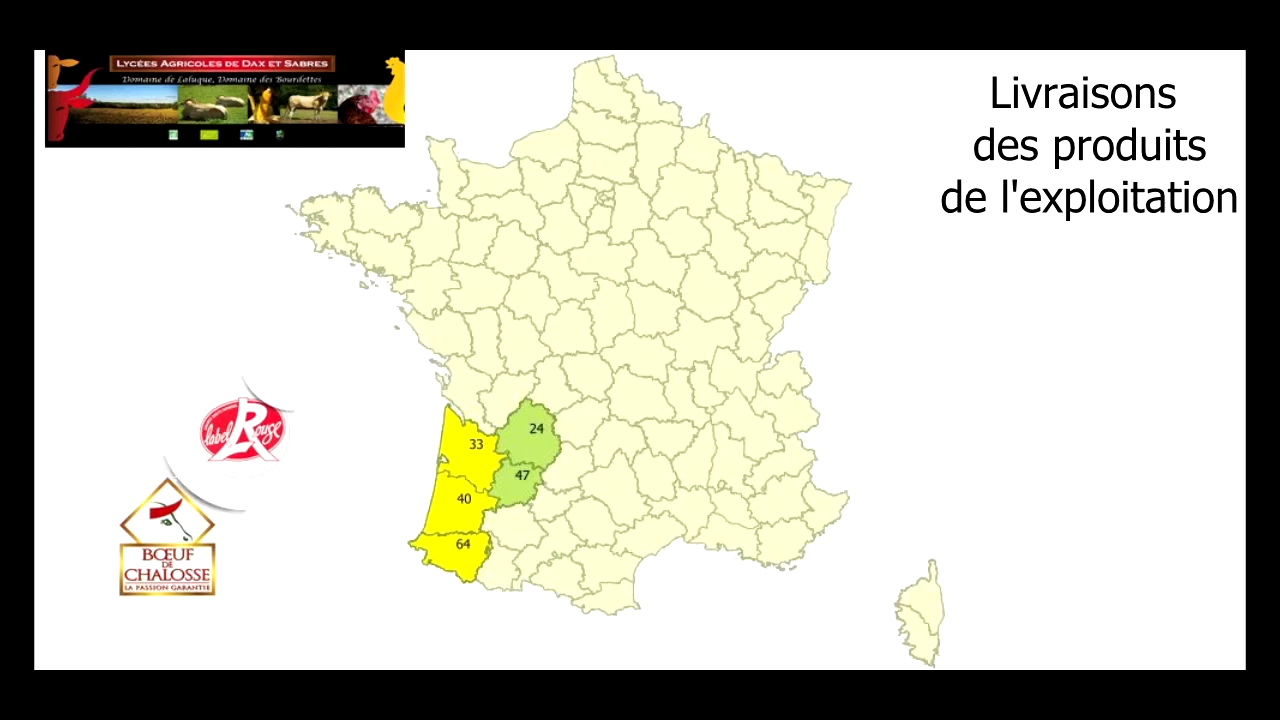 LYCÉES AGRICOLES DE DAX ET SABRES
Domaine de Laluque, Domaine des Bourdettes
Livraisons
des produits
de l'exploitation
24
33
47
40
64
label
Rouge
BŒUF
DE
CHALOSSE
LA PASSION GARANTIE